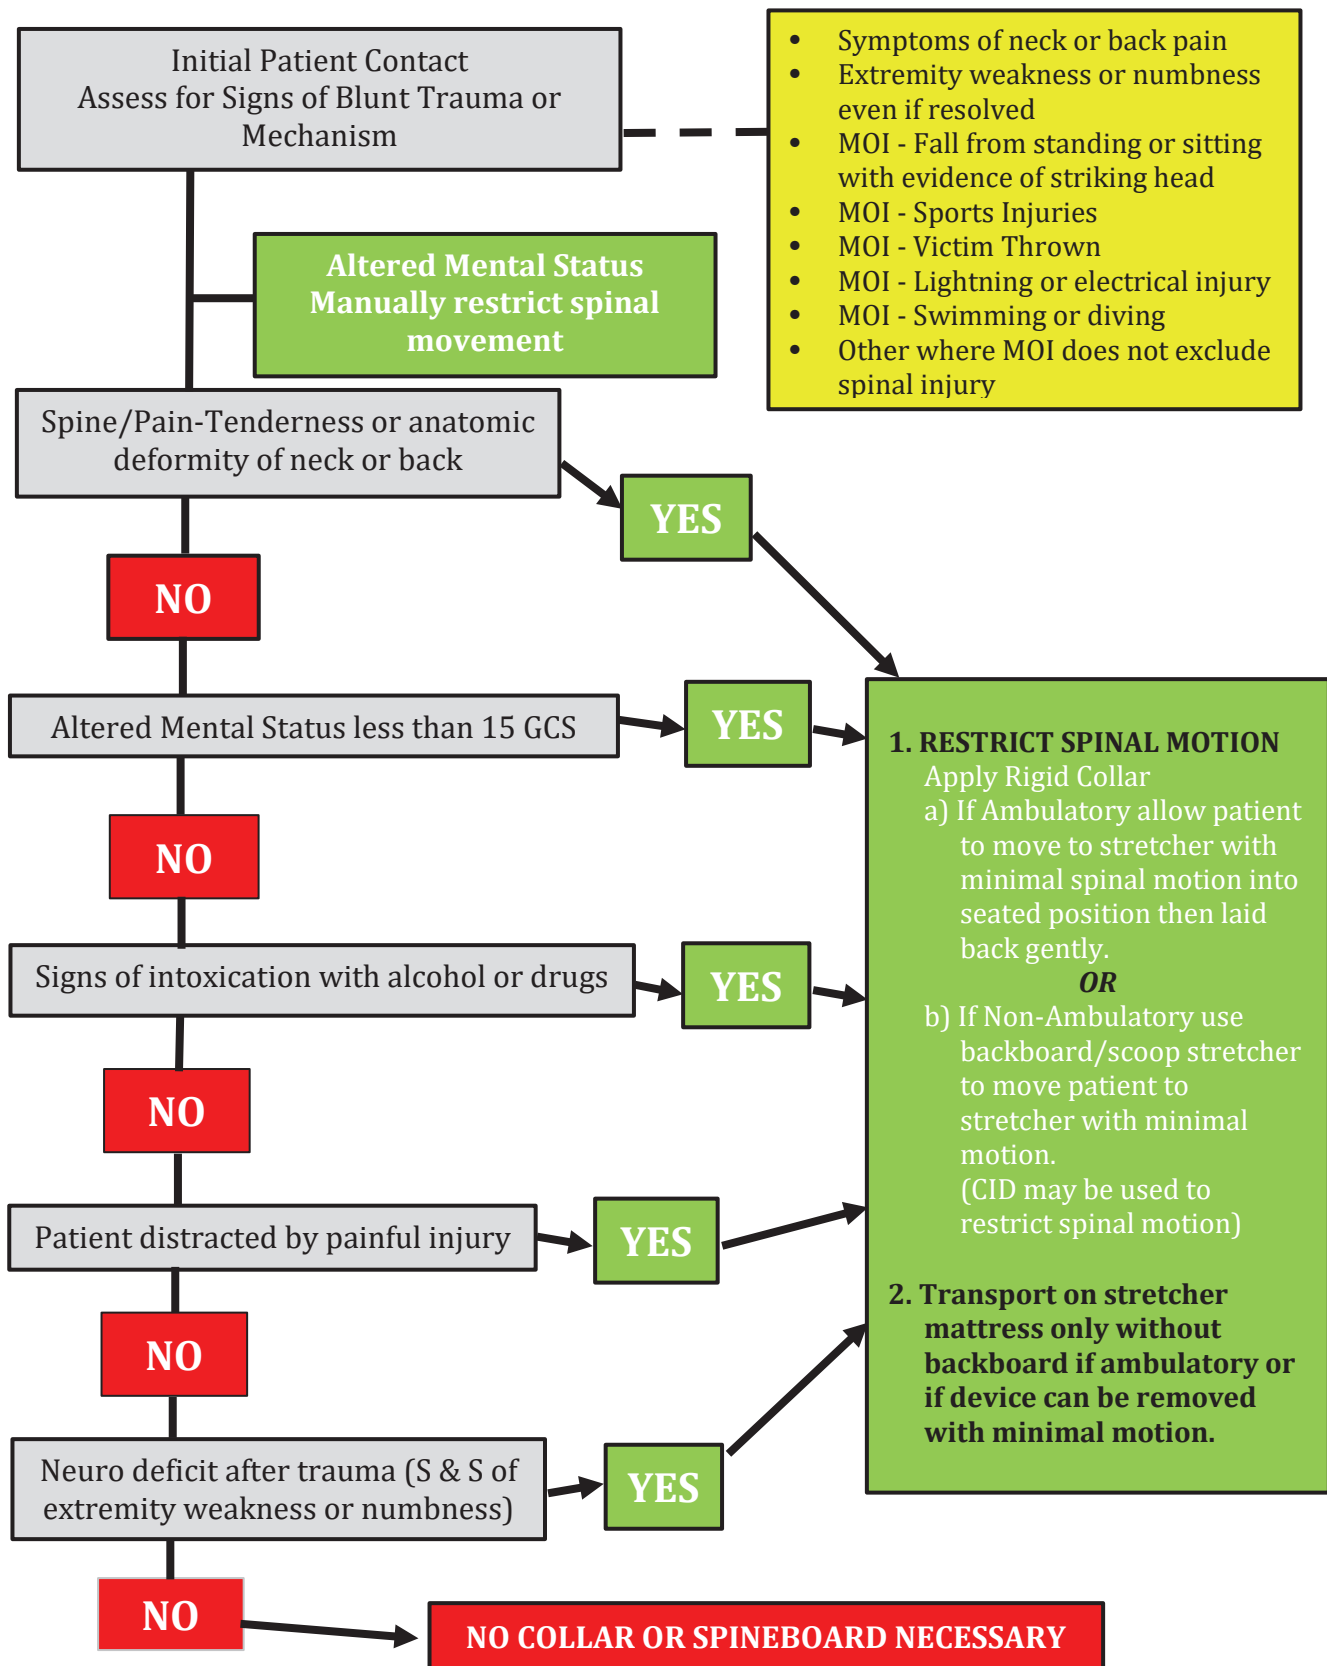 Initial Patient Contact
Assess for Signs of Blunt Trauma or
Mechanism
• Symptoms of neck or back pain
• Extremity weakness or numbness
even if resolved
• MOI - Fall from standing or sitting
with evidence of striking head
• MOI - Sports Injuries
• MOI - Victim Thrown
• MOI - Lightning or electrical injury
• MOI - Swimming or diving
• Other where MOI does not exclude
spinal injury
Altered Mental Status
Manually restrict spinal
movement
Spine/Pain-Tenderness or anatomic
deformity of neck or back
YES
NO
Altered Mental Status less than 15 GCS
YES
NO
Signs of intoxication with alcohol or drugs
YES
NO
Patient distracted by painful injury
YES
NO
Neuro deficit after trauma (S & S of
extremity weakness or numbness)
YES
NO
1. RESTRICT SPINAL MOTION
Apply Rigid Collar
a) If Ambulatory allow patient
to move to stretcher with
minimal spinal motion into
seated position then laid
back gently.
OR
b) If Non-Ambulatory use
backboard/scoop stretcher
to move patient to
stretcher with minimal
motion.
(CID may be used to
restrict spinal motion)
2. Transport on stretcher
mattress only without
backboard if ambulatory or
if device can be removed
with minimal motion.
NO COLLAR OR SPINEBOARD NECESSARY